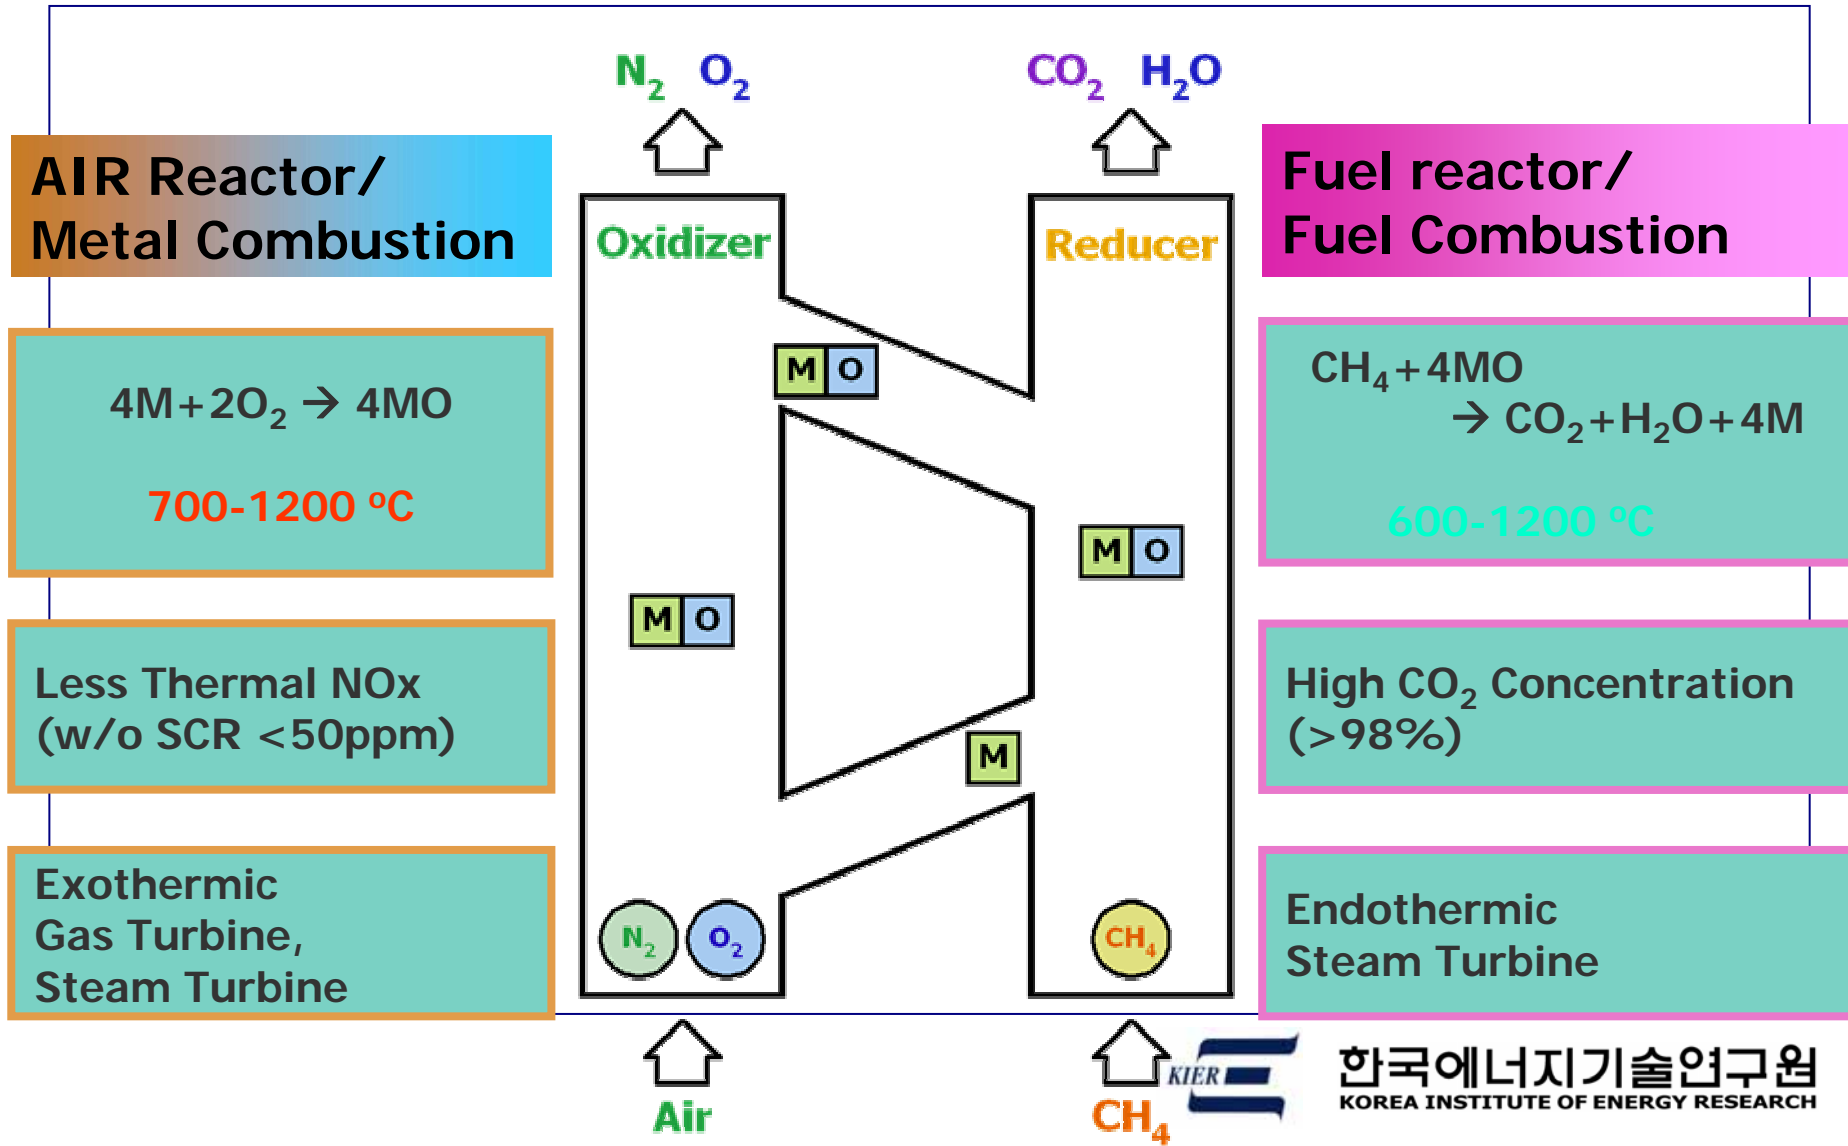 N₂ O₂
CO₂ H₂O
AIR Reactor/
Metal Combustion
Fuel reactor/
Fuel Combustion
Oxidizer
Reducer
4M+2O₂ → 4MO
700-1200 ºC
CH₄+4MO
→ CO₂+H₂O+4M
600-1200 ºC
M O
M O
M O
M
Less Thermal NOx
(w/o SCR <50ppm)
High CO₂ Concentration
(>98%)
Exothermic
Gas Turbine,
Steam Turbine
N₂ O₂
CH₄
Endothermic
Steam Turbine
Air
CH₄
KIER
한국에너지기술연구원
KOREA INSTITUTE OF ENERGY RESEARCH